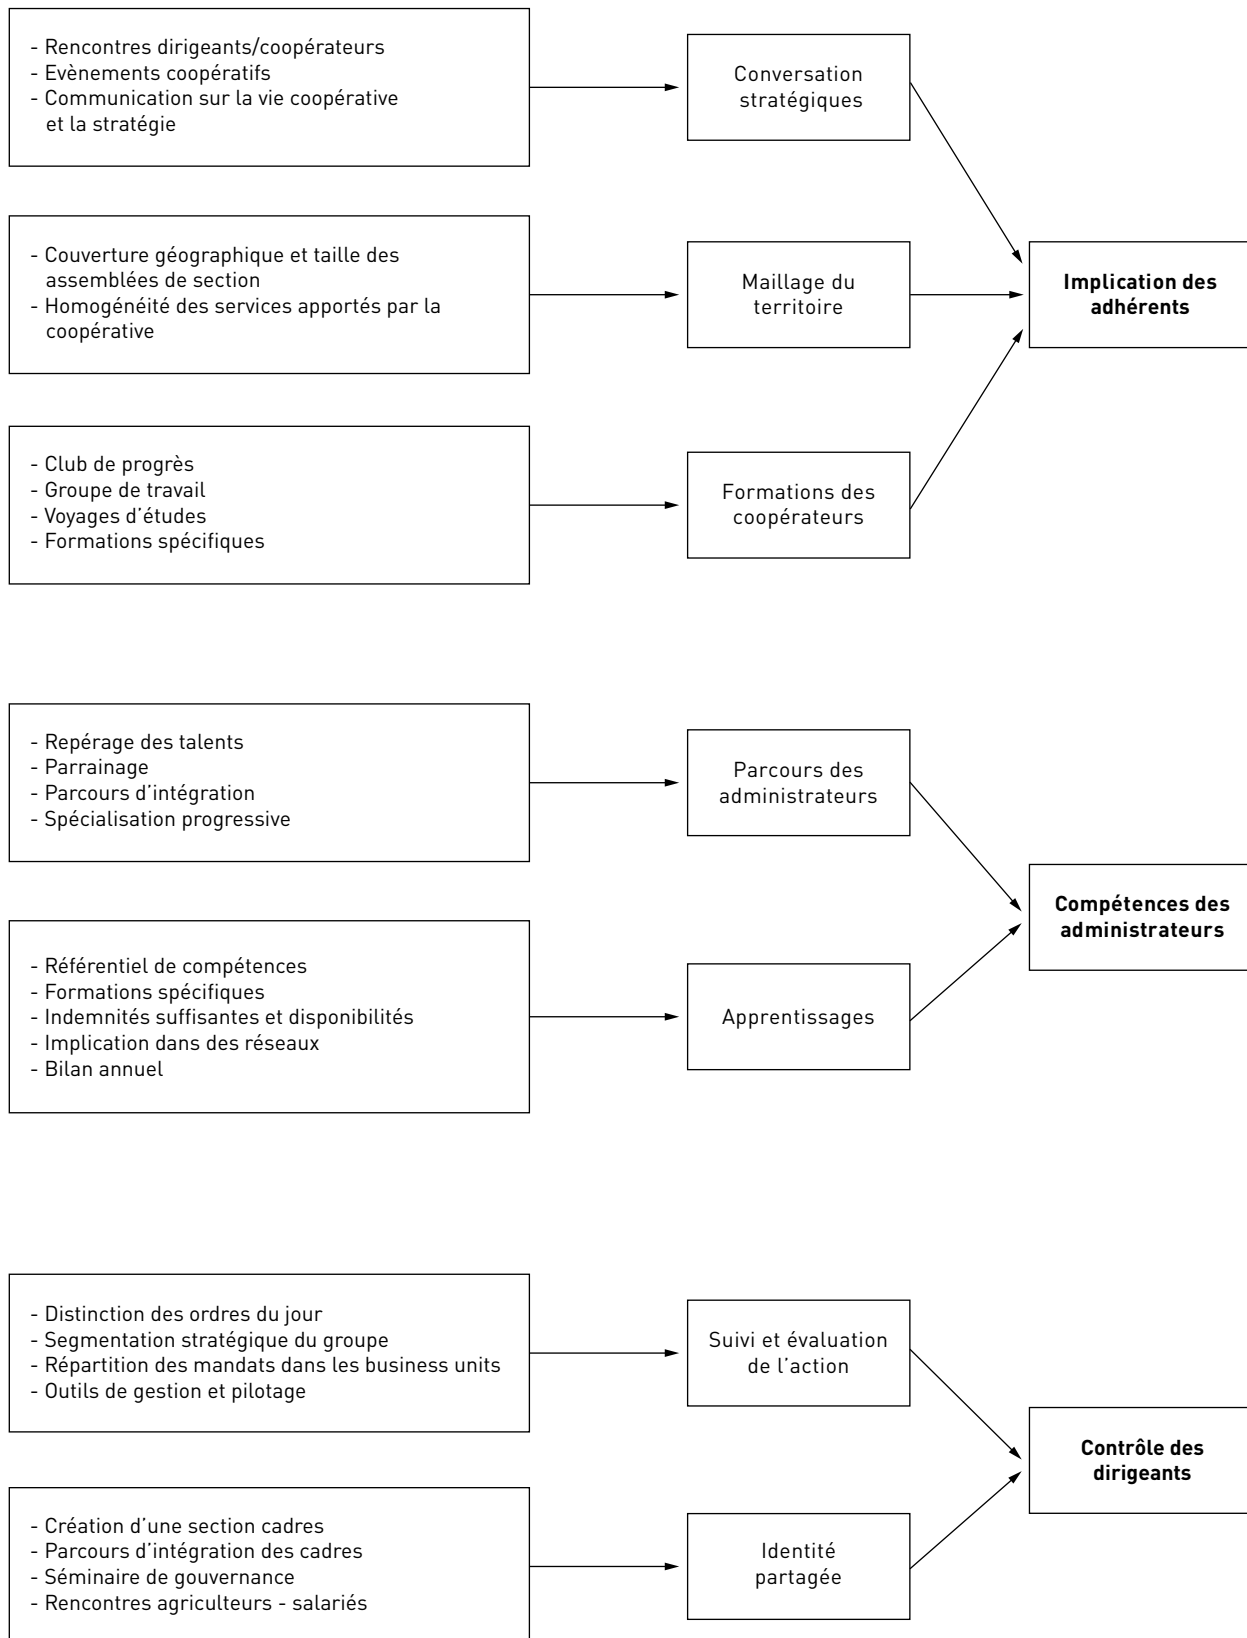 - Rencontres dirigeants/coopérateurs
- Evènements coopératifs
- Communication sur la vie coopérative
et la stratégie
Conversation
stratégiques
- Couverture géographique et taille des
assemblées de section
- Homogénéité des services apportés par la
coopérative
Maillage du
territoire
Implication des
adhérents
- Club de progrès
- Groupe de travail
- Voyages d'études
- Formations spécifiques
Formations des
coopérateurs
- Repérage des talents
- Parrainage
- Parcours d'intégration
- Spécialisation progressive
Parcours des
administrateurs
Compétences des
administrateurs
- Référentiel de compétences
- Formations spécifiques
- Indemnités suffisantes et disponibilités
- Implication dans des réseaux
- Bilan annuel
Apprentissages
- Distinction des ordres du jour
- Segmentation stratégique du groupe
- Répartition des mandats dans les business units
- Outils de gestion et pilotage
Suivi et évaluation
de l'action
Contrôle des
dirigeants
- Création d'une section cadres
- Parcours d'intégration des cadres
- Séminaire de gouvernance
- Rencontres agriculteurs - salariés
Identité
partagée